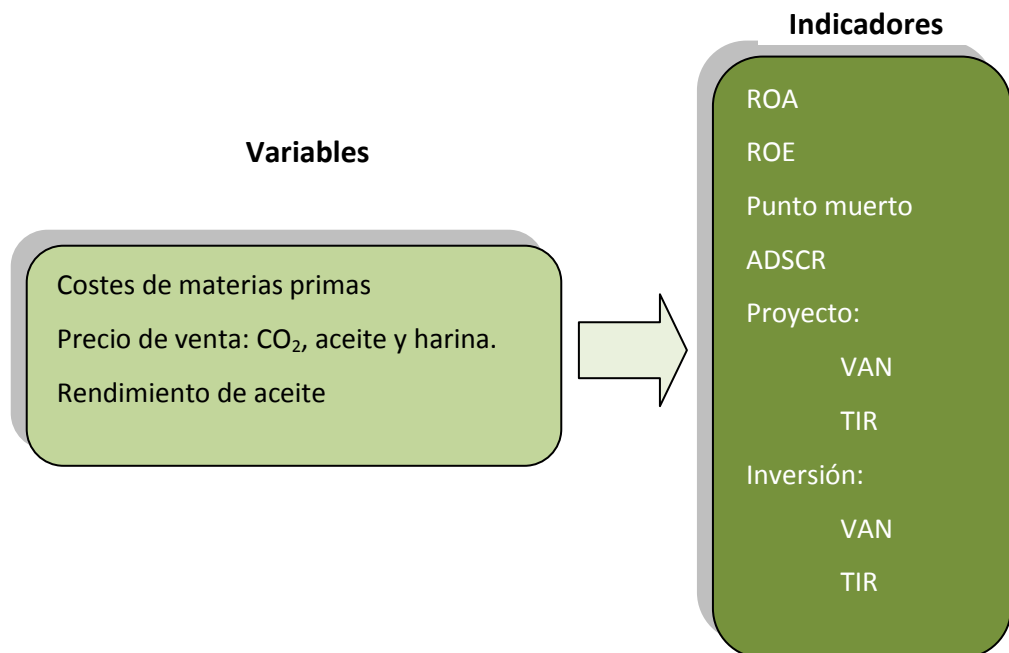 Variables
Costes de materias primas
Precio de venta: CO₂, aceite y harina.
Rendimiento de aceite
Indicadores
ROA
ROE
Punto muerto
ADSCR
Proyecto:
VAN
TIR
Inversión:
VAN
TIR